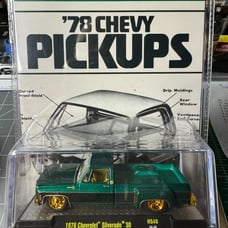 '78 CHEVY
PICKUPS
Drip Moldings
Rear
Window
1978 Chevrolet Silverado 30